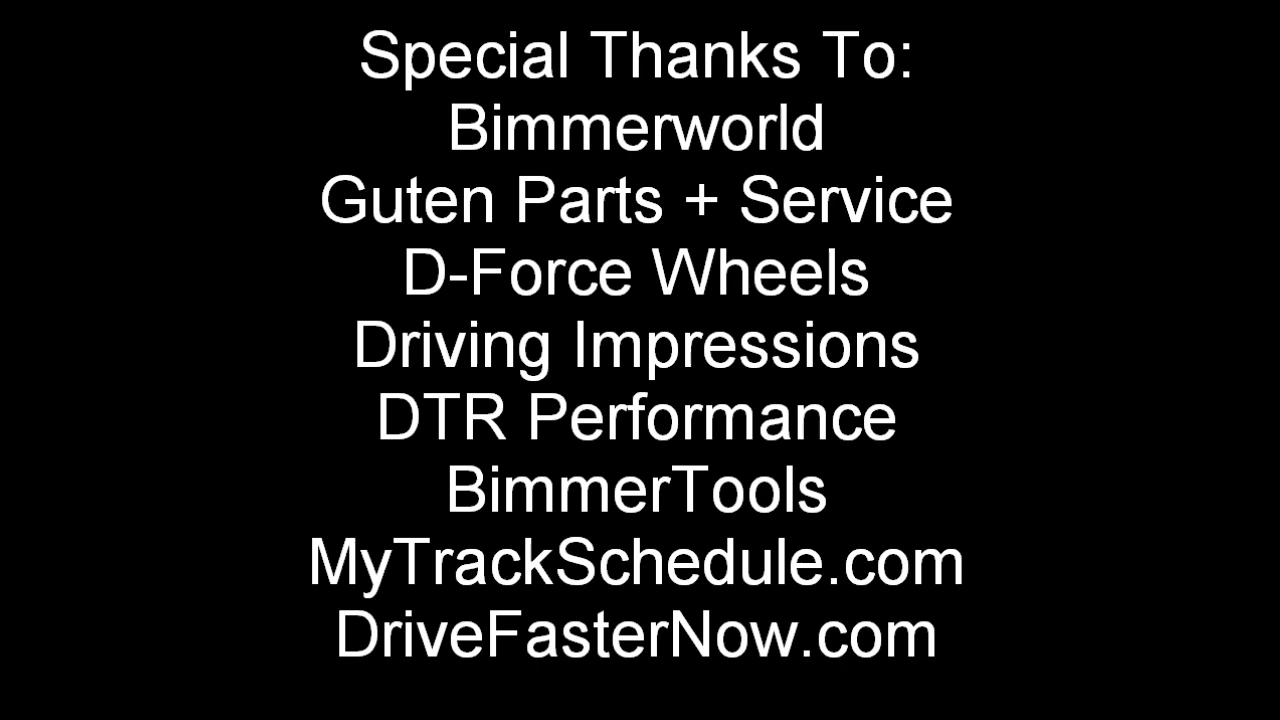 Special Thanks To:
Bimmerworld
Guten Parts + Service
D-Force Wheels
Driving Impressions
DTR Performance
BimmerTools
MyTrackSchedule.com
DriveFasterNow.com